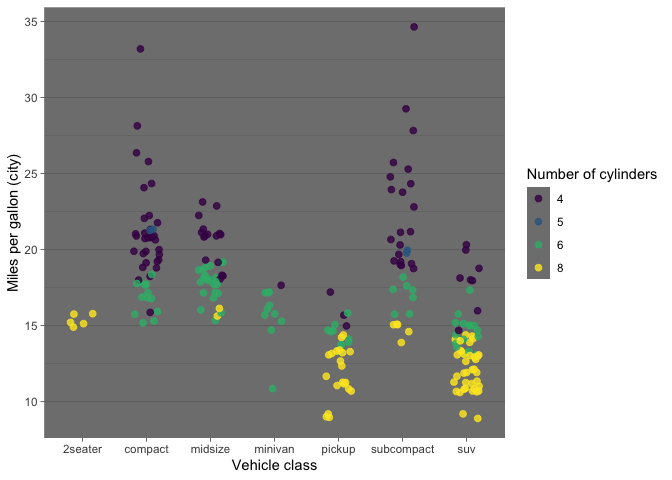 35
30
25
20
15
10
Miles per gallon (city)
2seater compact midsize minivan pickup subcompact suv
Vehicle class
Number of cylinders
4
5
6
8